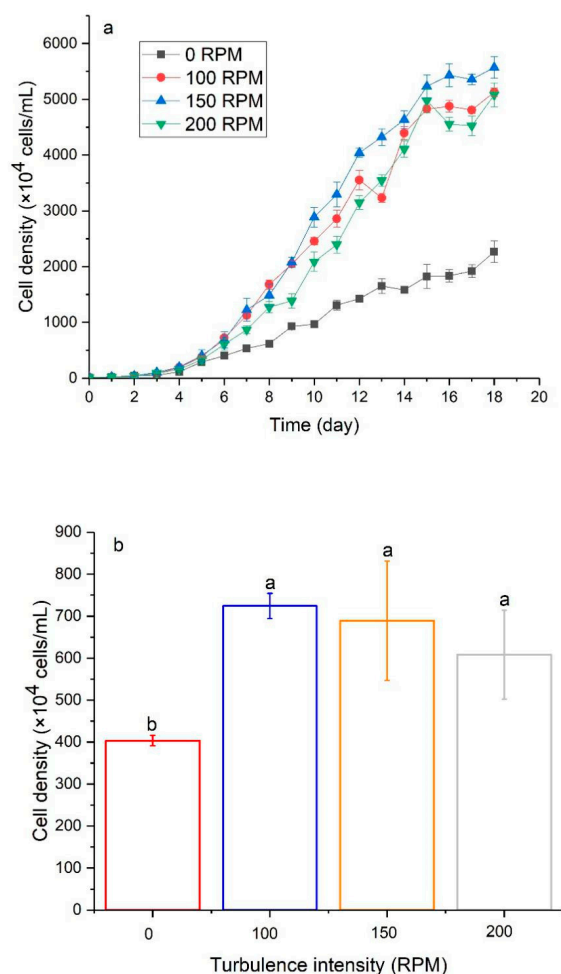 a
0 RPM
100 RPM
150 RPM
200 RPM
6000
5000
4000
3000
2000
1000
0
Cell density (×10⁴ cells/mL)
0 2 4 6 8 10 12 14 16 18 20
Time (day)
b
900
800
700
600
500
400
300
200
100
0
Cell density (×10⁴ cells/mL)
b
a
a
a
0 100 150 200
Turbulence intensity (RPM)